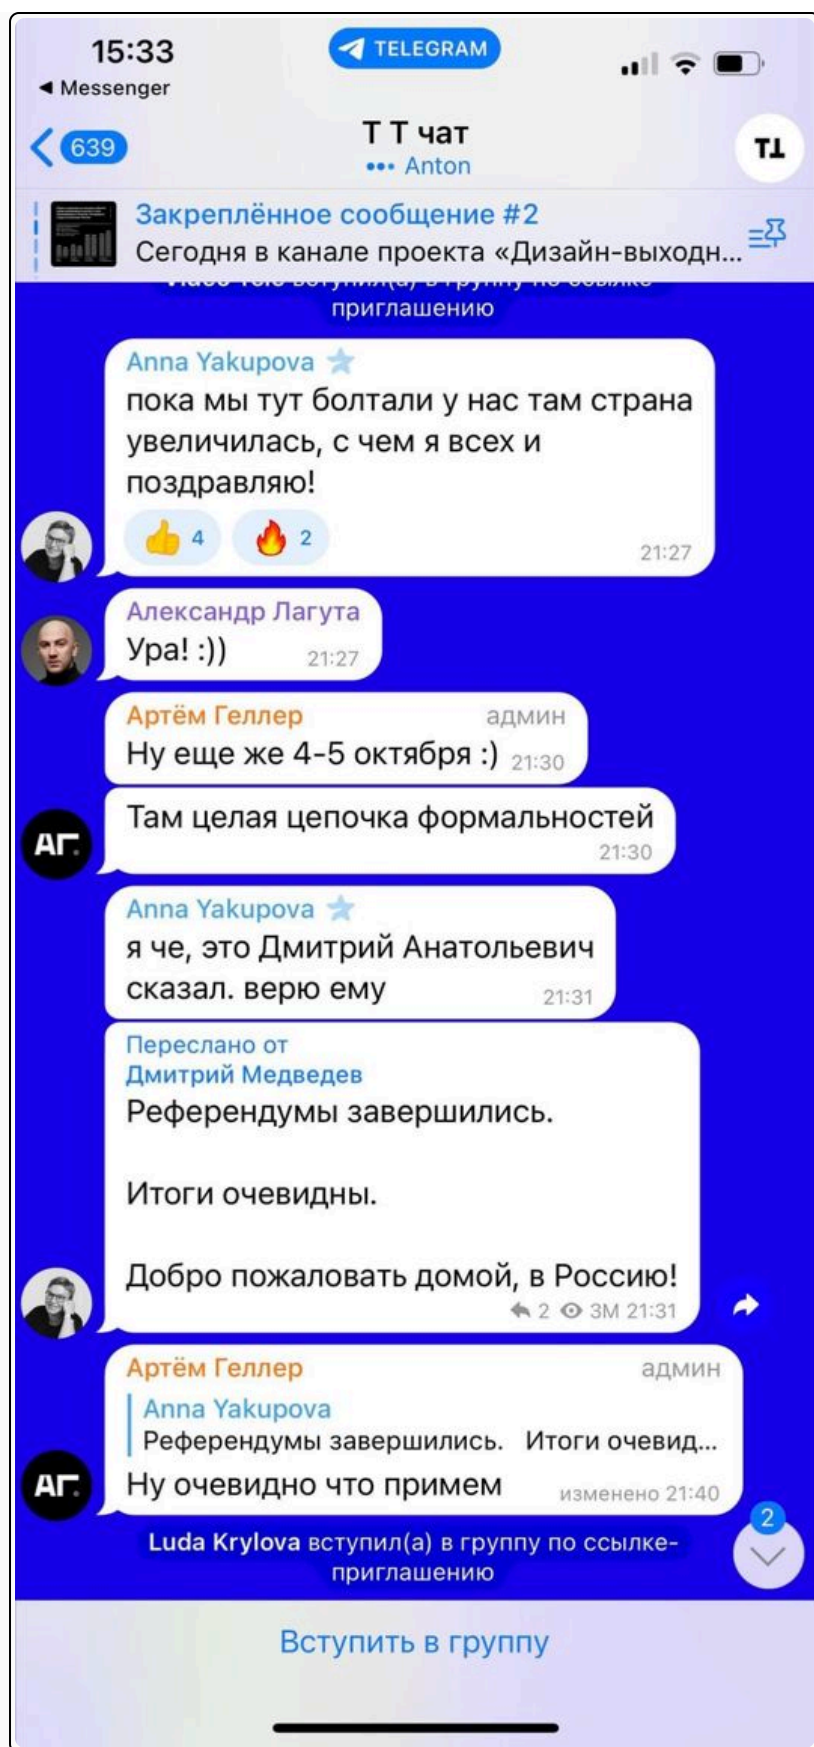 15:33
TELEGRAM
◀ Messenger
639
Т Т чат
••• Anton
Закреплённое сообщение #2
Сегодня в канале проекта «Дизайн-выходн...
вступил(а) в группу по ссылке-
приглашению
Anna Yakupova
пока мы тут болтали у нас там страна
увеличилась, с чем я всех и
поздравляю!
👍 4 🔥 2
21:27
Александр Лагута
Ура! :)) 21:27
Артём Геллер админ
Ну еще же 4-5 октября :) 21:30
Там целая цепочка формальностей
21:30
АГ.
Anna Yakupova
я че, это Дмитрий Анатольевич
сказал. верю ему 21:31
Переслано от
Дмитрий Медведев
Референдумы завершились.
Итоги очевидны.
Добро пожаловать домой, в Россию!
2 3M 21:31
Артём Геллер админ
Anna Yakupova
Референдумы завершились. Итоги очевид...
Ну очевидно что примем изменено 21:40
АГ.
2
Luda Krylova вступил(а) в группу по ссылке-
приглашению
Вступить в группу